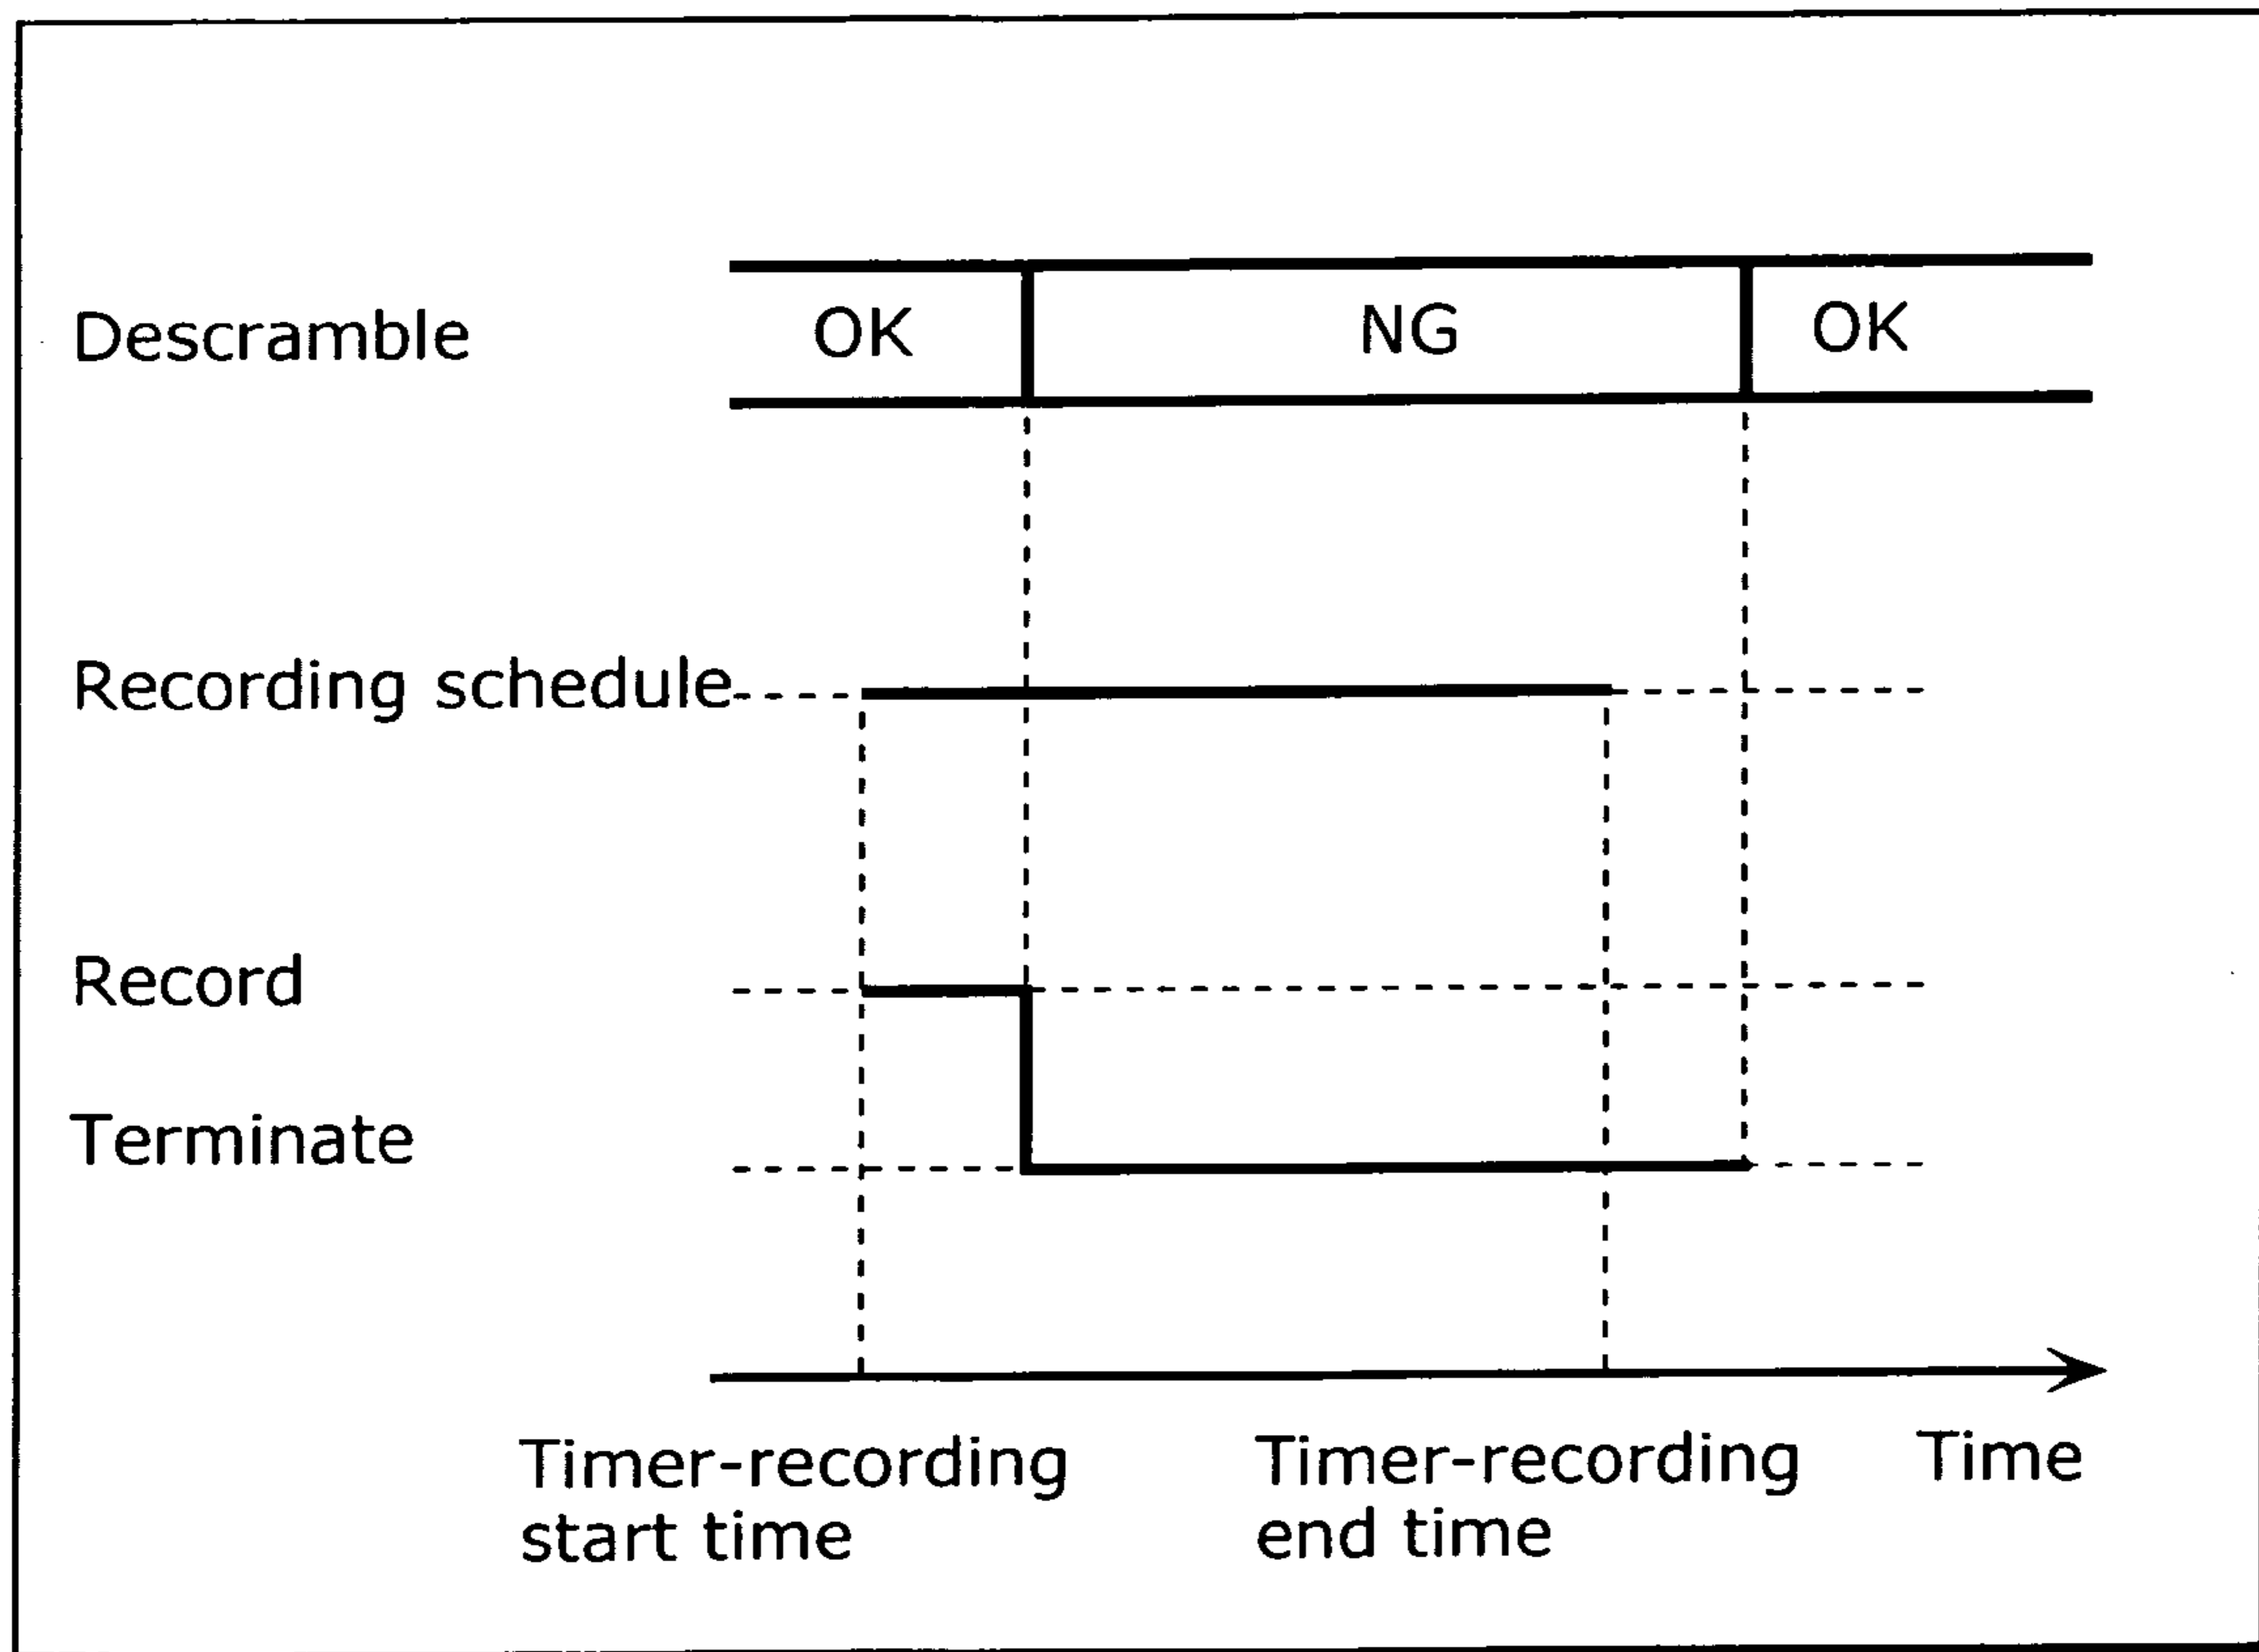 Descramble
OK
NG
OK
Recording schedule
Record
Terminate
Timer-recording
start time
Timer-recording
end time
Time